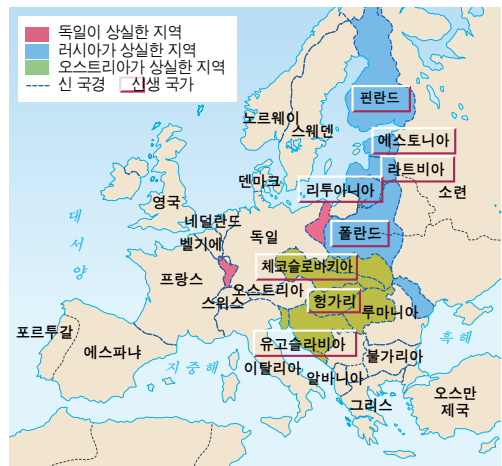 독일이 상실한 지역
러시아가 상실한 지역
오스트리아가 상실한 지역
신 국경 신생 국가
핀란드
노르웨이
스웨덴
에스토니아
라트비아
덴마크
리투아니아
소련
영국
대서양
네덜란드
독일
폴란드
벨기에
체코슬로바키아
프랑스
오스트리아
스위스
헝가리
루마니아
포르투갈
에스파냐
유고슬라비아
흑해
불가리아
지중해
이탈리아
알바니아
오스만
제국
그리스